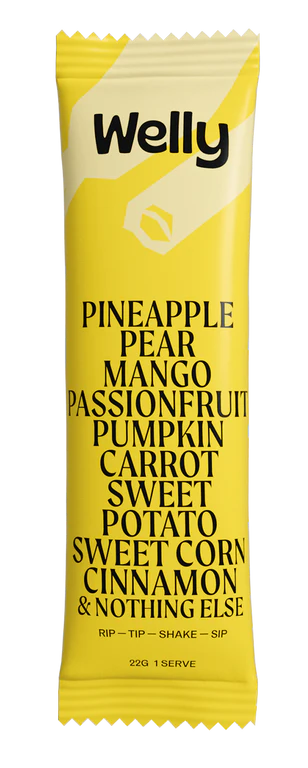 Welly
PINEAPPLE
PEAR
MANGO
PASSIONFRUIT
PUMPKIN
CARROT
SWEET
POTATO
SWEET CORN
CINNAMON
& NOTHING ELSE
RIP — TIP — SHAKE — SIP
22G 1 SERVE